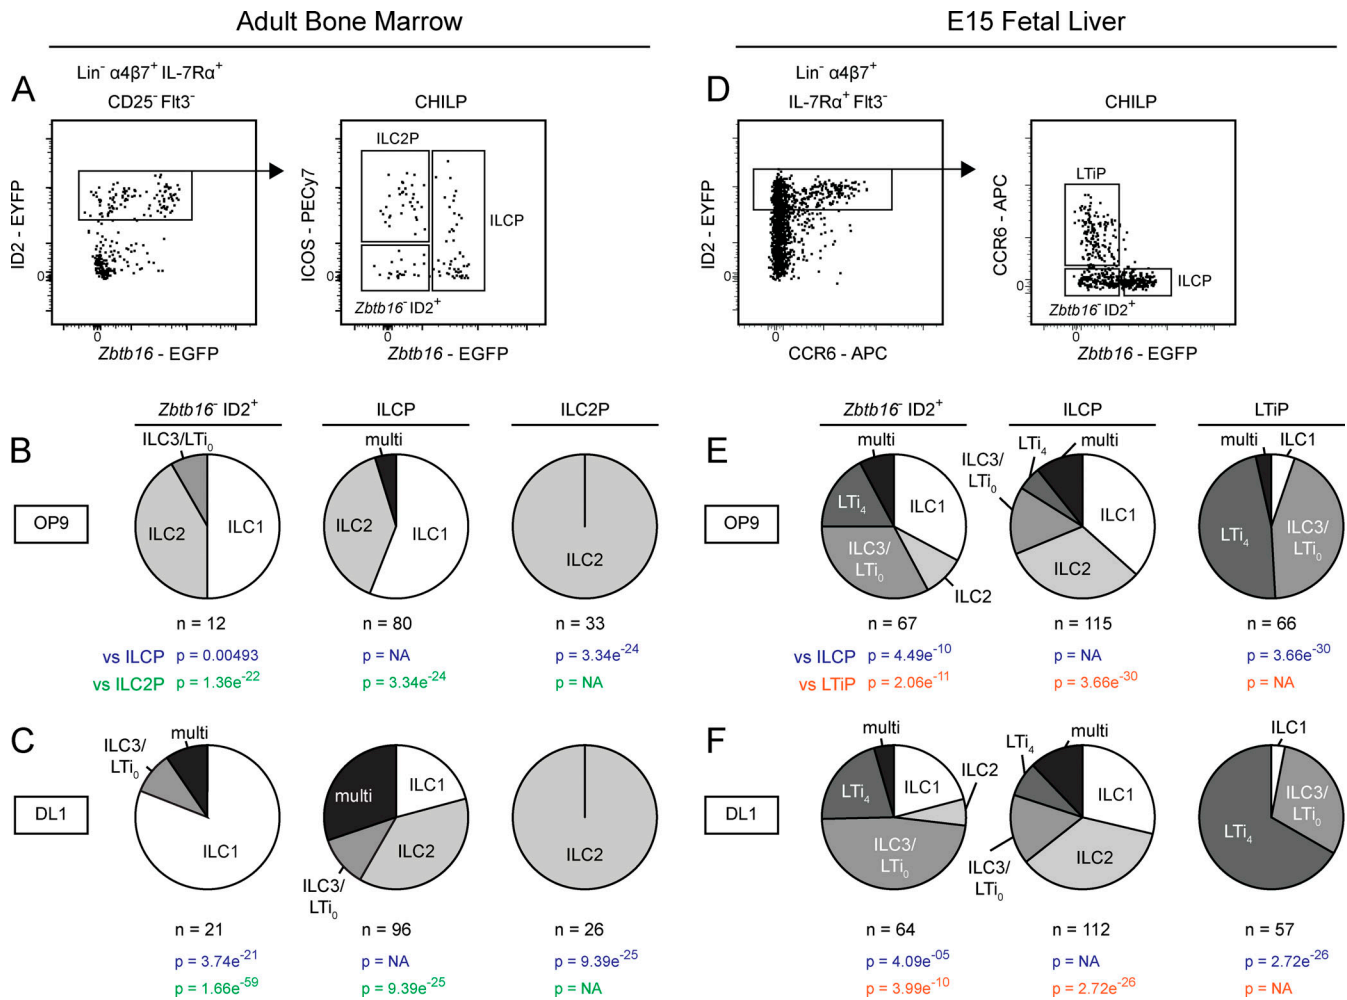 Adult Bone Marrow
E15 Fetal Liver
A
Lin⁻ α4β7⁺ IL-7Rα⁺
CD25⁻ Flt3⁻
CHILP
ID2 - EYFP
0
0
Zbtb16 - EGFP
ICOS - PECy7
ILC2P
ILCP
Zbtb16⁻ ID2⁺
0
0
Zbtb16 - EGFP
D
Lin⁻ α4β7⁺
IL-7Rα⁺ Flt3⁻
CHILP
ID2 - EYFP
0
0
CCR6 - APC
CCR6 - APC
LTiP
ILCP
Zbtb16⁻ ID2⁺
0
0
Zbtb16 - EGFP
Zbtb16⁻ ID2⁺
ILCP
ILC2P
B
OP9
ILC3/LTi₀
ILC2
ILC1
multi
ILC2
ILC1
ILC2
n = 12
n = 80
n = 33
vs ILCP p = 0.00493
p = NA
p = 3.34e⁻²⁴
vs ILC2P p = 1.36e⁻²²
p = 3.34e⁻²⁴
p = NA
C
DL1
ILC3/
LTi₀
multi
ILC1
multi
ILC1
ILC2
ILC3/
LTi₀
ILC2
n = 21
n = 96
n = 26
p = 3.74e⁻²¹
p = NA
p = 9.39e⁻²⁵
p = 1.66e⁻⁵⁹
p = 9.39e⁻²⁵
p = NA
Zbtb16⁻ ID2⁺
ILCP
LTiP
E
OP9
multi
LTi₄
ILC1
ILC3/
LTi₀
ILC2
ILC3/
LTi₀
LTi₄
multi
ILC1
ILC2
multi
ILC1
LTi₄
ILC3/
LTi₀
n = 67
n = 115
n = 66
vs ILCP p = 4.49e⁻¹⁰
p = NA
p = 3.66e⁻³⁰
vs LTiP p = 2.06e⁻¹¹
p = 3.66e⁻³⁰
p = NA
F
DL1
multi
LTi₄
ILC1
ILC2
ILC3/
LTi₀
LTi₄
multi
ILC1
ILC2
ILC3/
LTi₀
ILC1
LTi₄
ILC3/
LTi₀
n = 64
n = 112
n = 57
p = 4.09e⁻⁰⁵
p = NA
p = 2.72e⁻²⁶
p = 3.99e⁻¹⁰
p = 2.72e⁻²⁶
p = NA